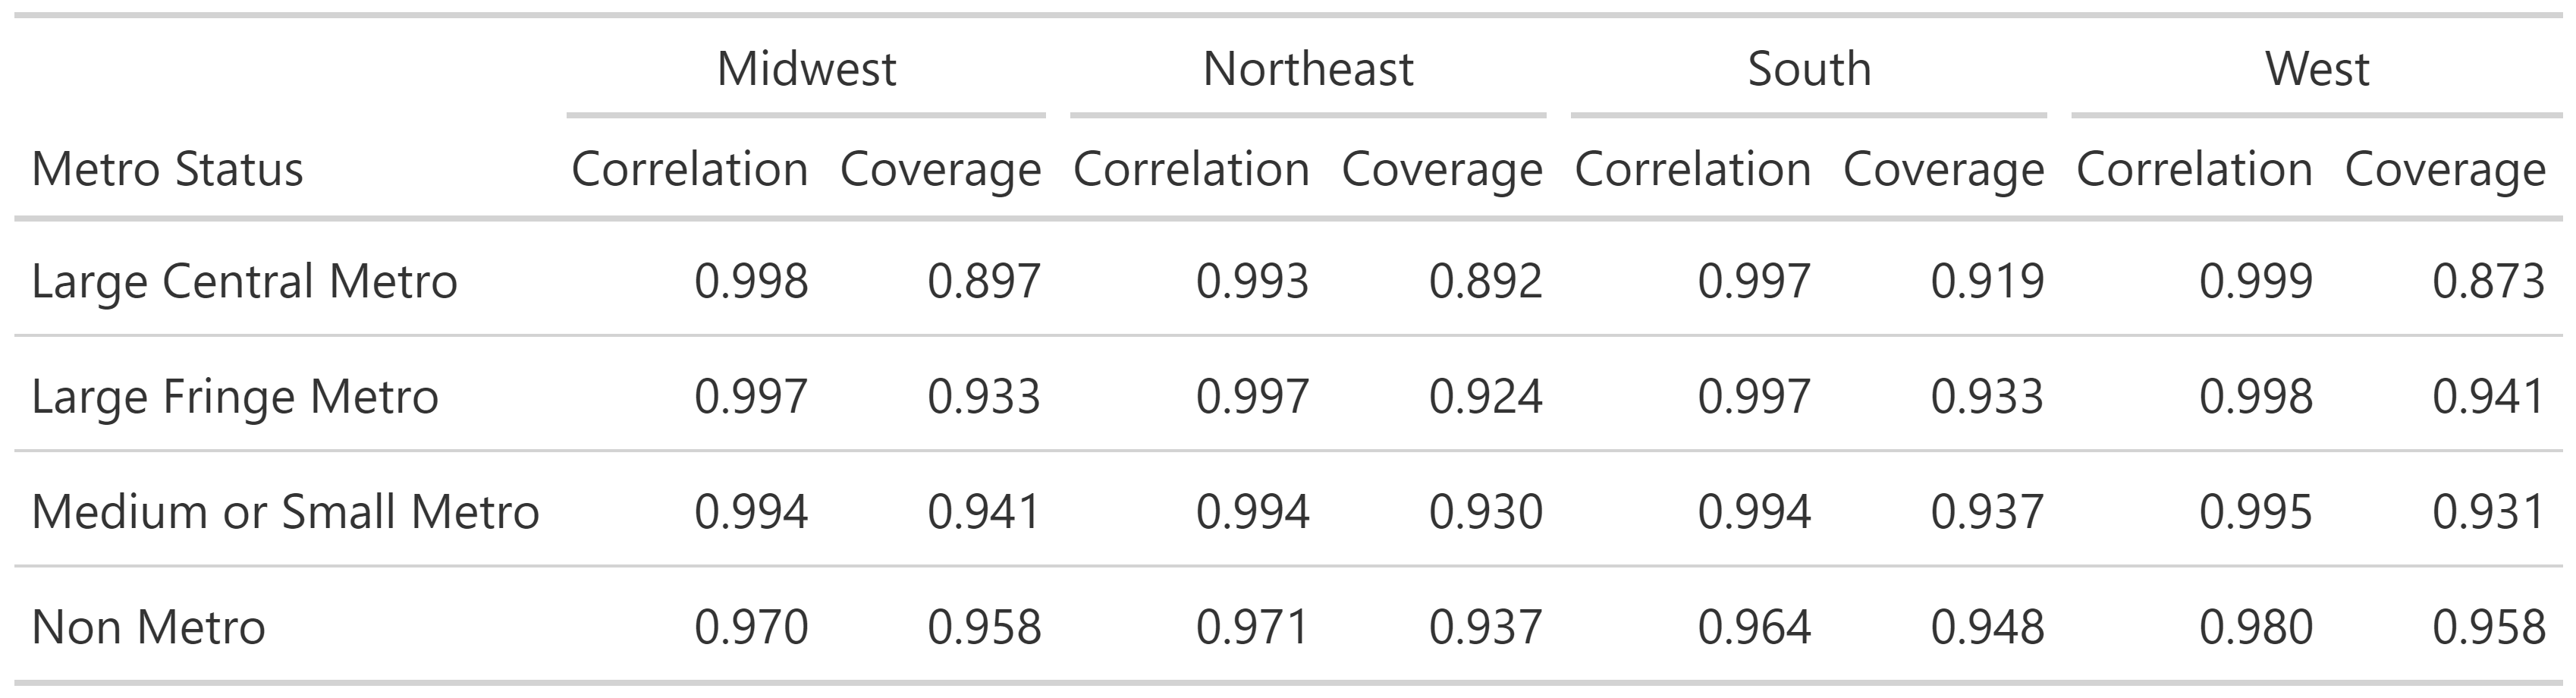 Midwest Northeast South West
Metro Status Correlation Coverage Correlation Coverage Correlation Coverage Correlation Coverage
Large Central Metro 0.998 0.897 0.993 0.892 0.997 0.919 0.999 0.873
Large Fringe Metro 0.997 0.933 0.997 0.924 0.997 0.933 0.998 0.941
Medium or Small Metro 0.994 0.941 0.994 0.930 0.994 0.937 0.995 0.931
Non Metro 0.970 0.958 0.971 0.937 0.964 0.948 0.980 0.958